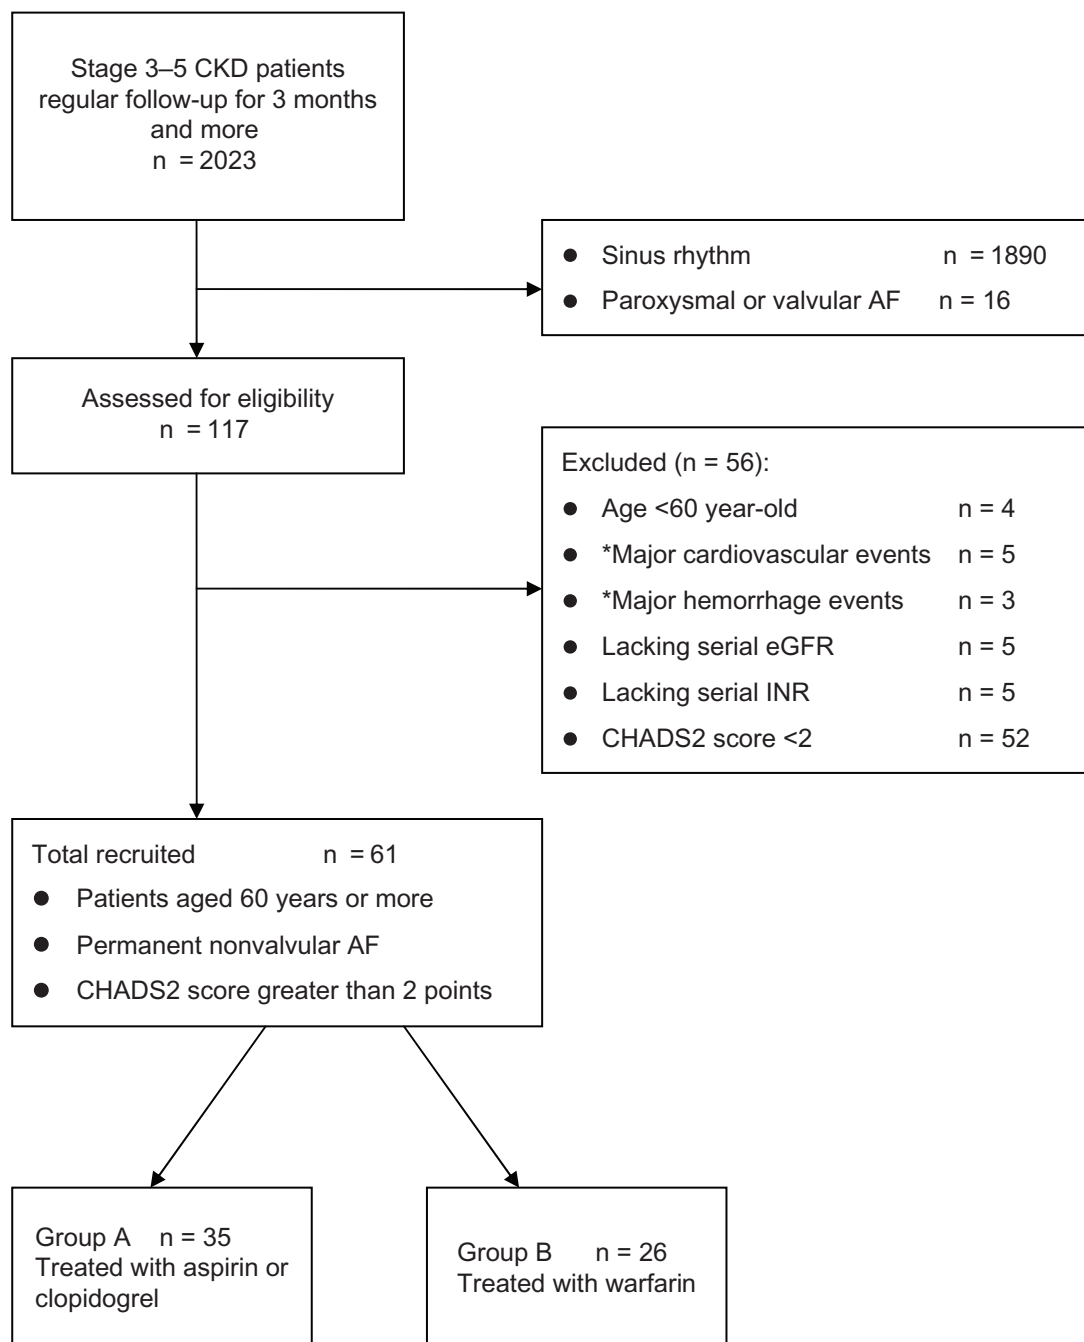 Stage 3–5 CKD patients
regular follow-up for 3 months
and more
n = 2023
● Sinus rhythm n = 1890
● Paroxysmal or valvular AF n = 16
Assessed for eligibility
n = 117
Excluded (n = 56):
● Age <60 year-old n = 4
● *Major cardiovascular events n = 5
● *Major hemorrhage events n = 3
● Lacking serial eGFR n = 5
● Lacking serial INR n = 5
● CHADS2 score <2 n = 52
Total recruited n = 61
● Patients aged 60 years or more
● Permanent nonvalvular AF
● CHADS2 score greater than 2 points
Group A n = 35
Treated with aspirin or
clopidogrel
Group B n = 26
Treated with warfarin